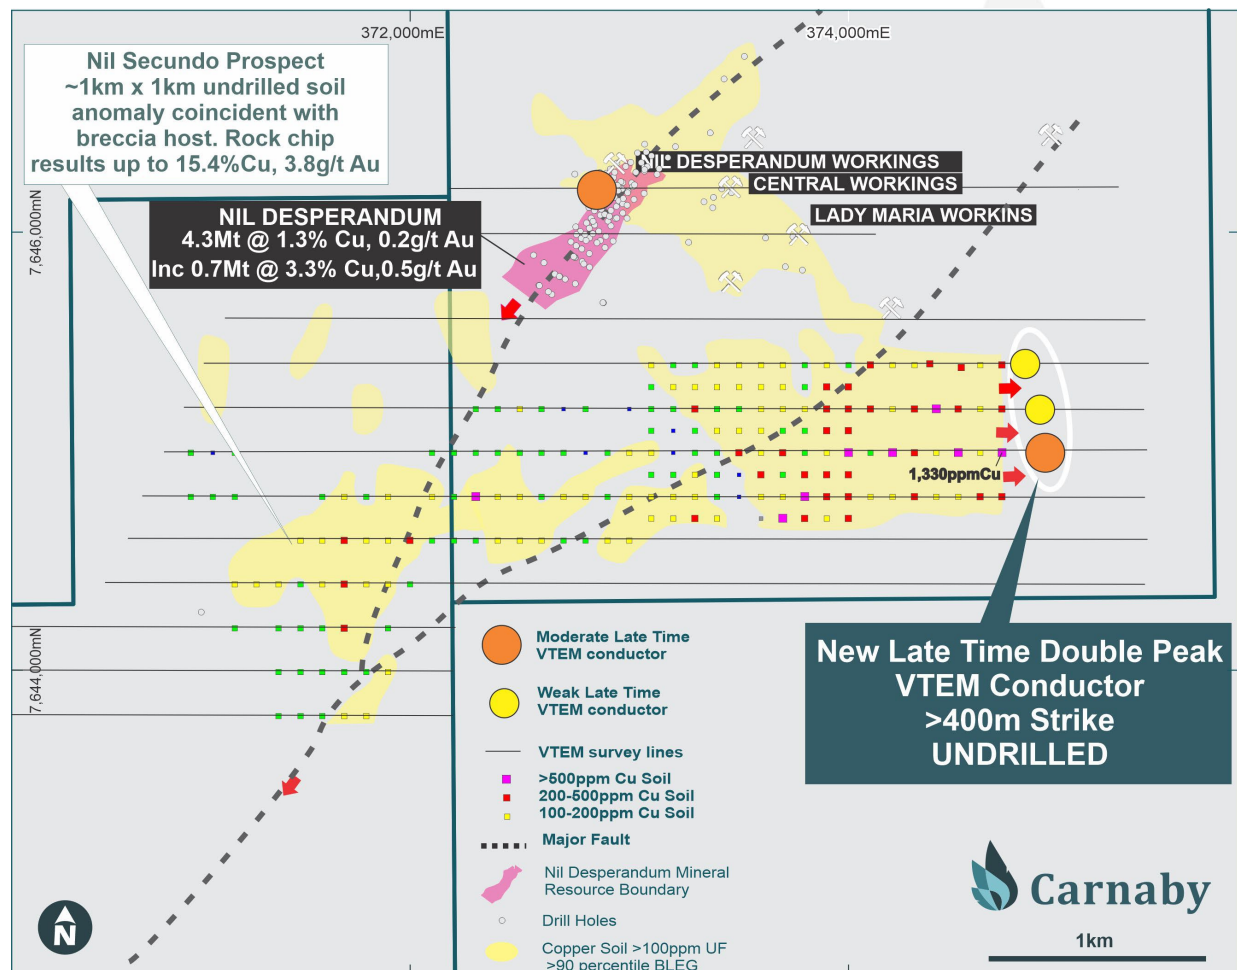 372,000mE
374,000mE
Nil Secundo Prospect
~1km x 1km undrilled soil
anomaly coincident with
breccia host. Rock chip
results up to 15.4%Cu, 3.8g/t Au
NIL DESPERANDUM WORKINGS
CENTRAL WORKINGS
LADY MARIA WORKINS
NIL DESPERANDUM
4.3Mt @ 1.3% Cu, 0.2g/t Au
Inc 0.7Mt @ 3.3% Cu,0.5g/t Au
7,646,000mN
1,330ppmCu
7,644,000mN
New Late Time Double Peak
VTEM Conductor
>400m Strike
UNDRILLED
Moderate Late Time
VTEM conductor
Weak Late Time
VTEM conductor
VTEM survey lines
>500ppm Cu Soil
200-500ppm Cu Soil
100-200ppm Cu Soil
Major Fault
Nil Desperandum Mineral
Resource Boundary
Drill Holes
Copper Soil >100ppm UF
>90 percentile BLEG
N
Carnaby
1km